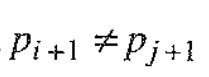 p_{i+1} ≠ p_{j+1}